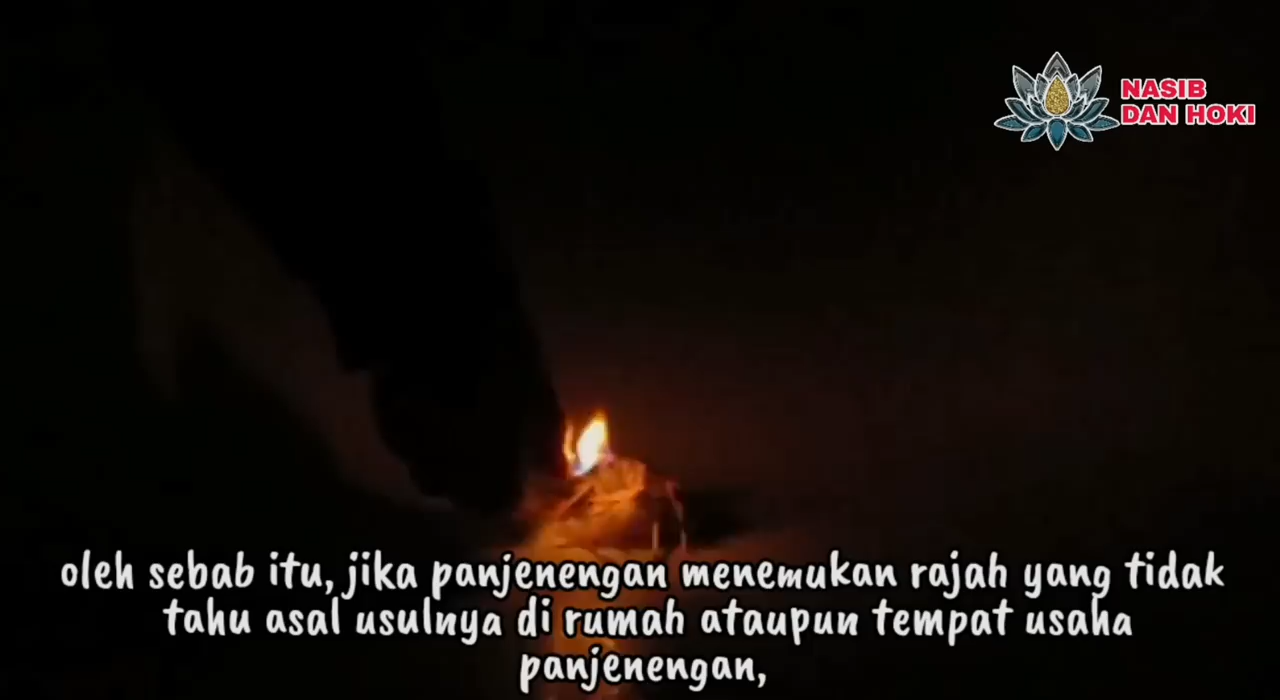 NASIB
DAN HOKI
oleh sebab itu, jika panjenengan menemukan rajah yang tidak
tahu asal usulnya di rumah ataupun tempat usaha
panjenengan,